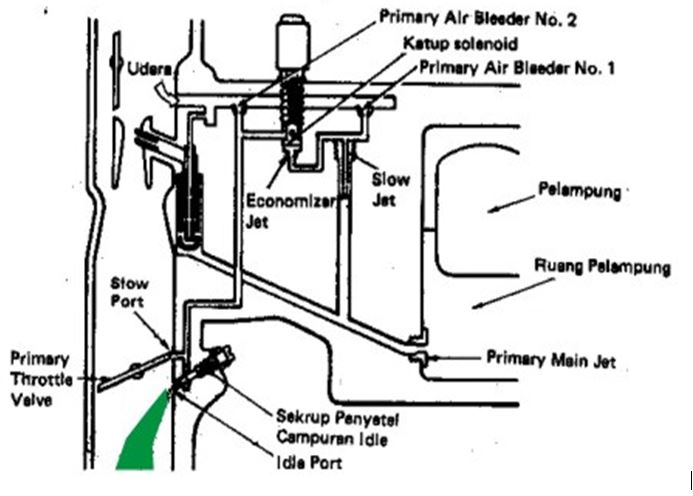 Primary Air Bleeder No. 2
Katup solenoid
Udara
Primary Air Bleeder No. 1
Economizer
Jet
Slow
Jet
Pelampung
Ruang Pelampung
Slow
Port
Primary
Throttle
Valve
Primary Main Jet
Sekrup Penyetel
Campuran Idle
Idle Port